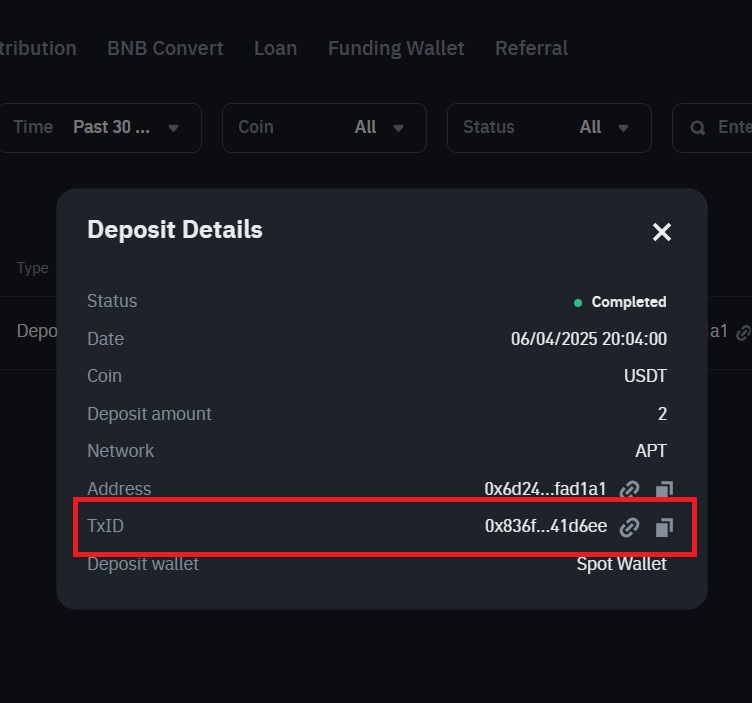 tribution BNB Convert Loan Funding Wallet Referral
Time Past 30 ... Coin All Status All Ente
Deposit Details
Type
Status Completed
Depo a1
Date 06/04/2025 20:04:00
Coin USDT
Deposit amount 2
Network APT
Address 0x6d24...fad1a1
TxID 0x836f...41d6ee
Deposit wallet Spot Wallet